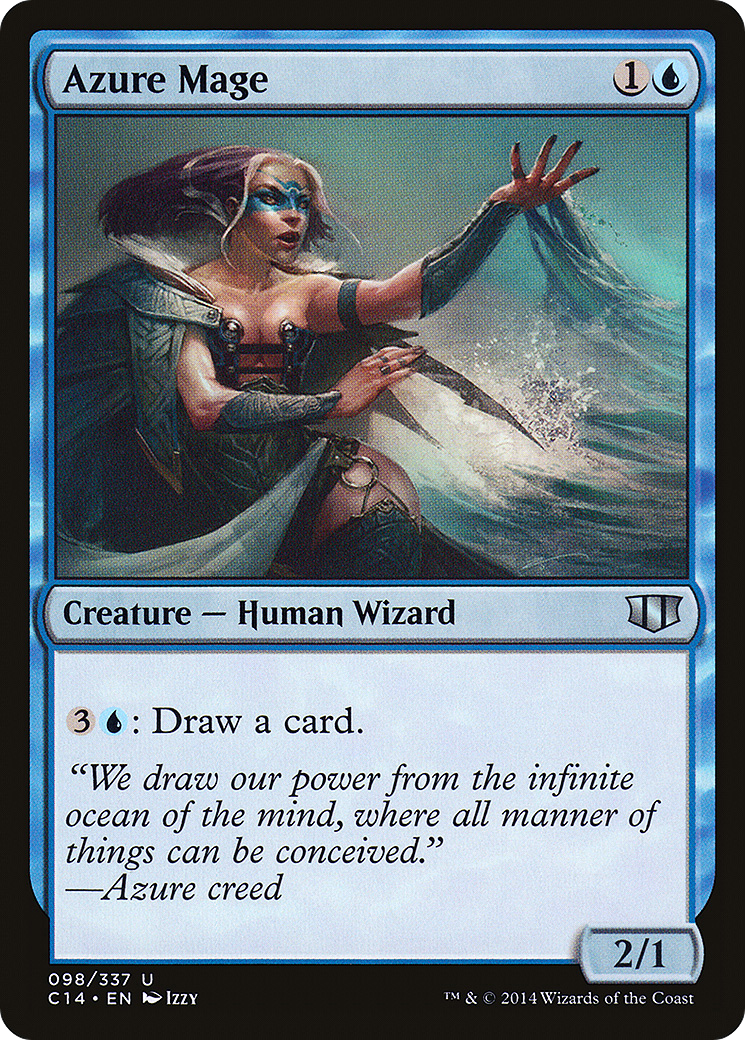 Azure Mage
1
Creature — Human Wizard
3 : Draw a card.
“We draw our power from the infinite
ocean of the mind, where all manner of
things can be conceived.”
—Azure creed
2/1
098/337 U
C14 • EN Izzy
™ & © 2014 Wizards of the Coast